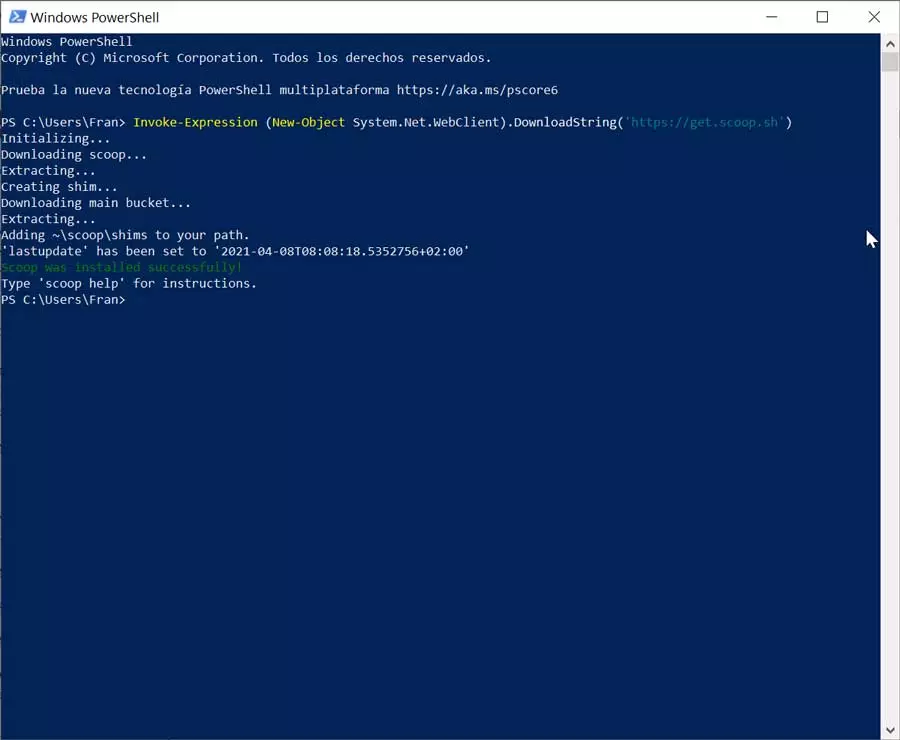 Windows PowerShell
Windows PowerShell
Copyright (C) Microsoft Corporation. Todos los derechos reservados.
Prueba la nueva tecnología PowerShell multiplataforma https://aka.ms/pscore6
PS C:\Users\Fran> Invoke-Expression (New-Object System.Net.WebClient).DownloadString('https://get.scoop.sh')
Initializing...
Downloading scoop...
Extracting...
Creating shim...
Downloading main bucket...
Extracting...
Adding ~\scoop\shims to your path.
'lastupdate' has been set to '2021-04-08T08:08:18.5352756+02:00'
Scoop was installed successfully!
Type 'scoop help' for instructions.
PS C:\Users\Fran>